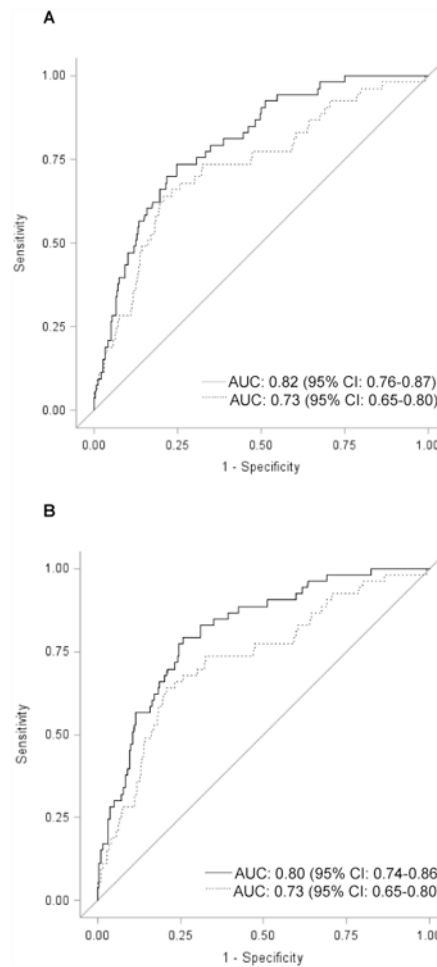 A
1.00
0.75
0.50
0.25
0.00
Sensitivity
0.00 0.25 0.50 0.75 1.00
1 - Specificity
AUC: 0.82 (95% CI: 0.76-0.87)
AUC: 0.73 (95% CI: 0.65-0.80)
B
1.00
0.75
0.50
0.25
0.00
Sensitivity
0.00 0.25 0.50 0.75 1.00
1 - Specificity
AUC: 0.80 (95% CI: 0.74-0.86
AUC: 0.73 (95% CI: 0.65-0.80